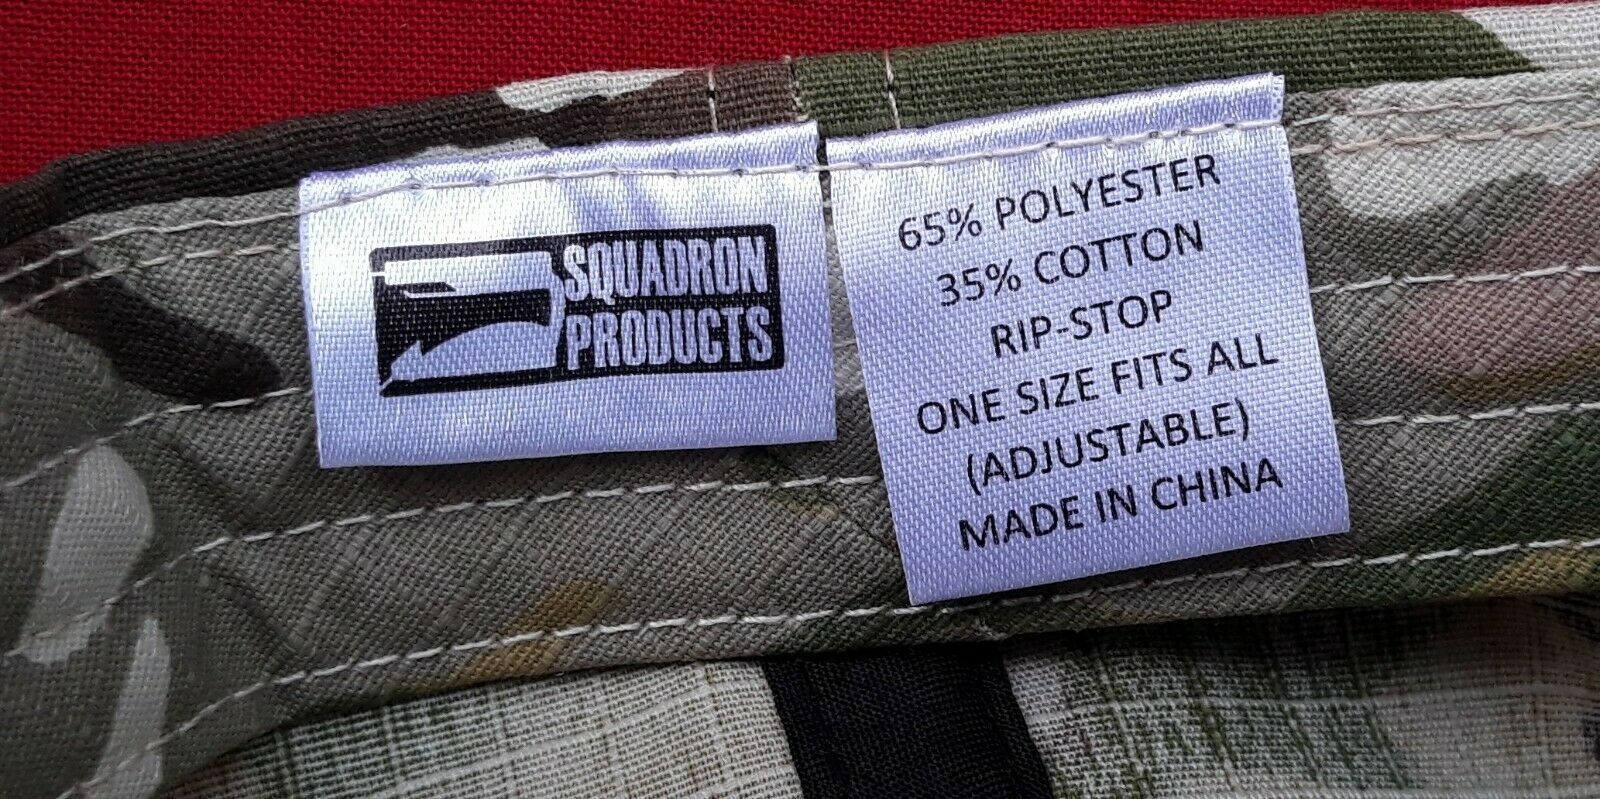 SQUADRON
PRODUCTS
65% POLYESTER
35% COTTON
RIP-STOP
ONE SIZE FITS ALL
(ADJUSTABLE)
MADE IN CHINA